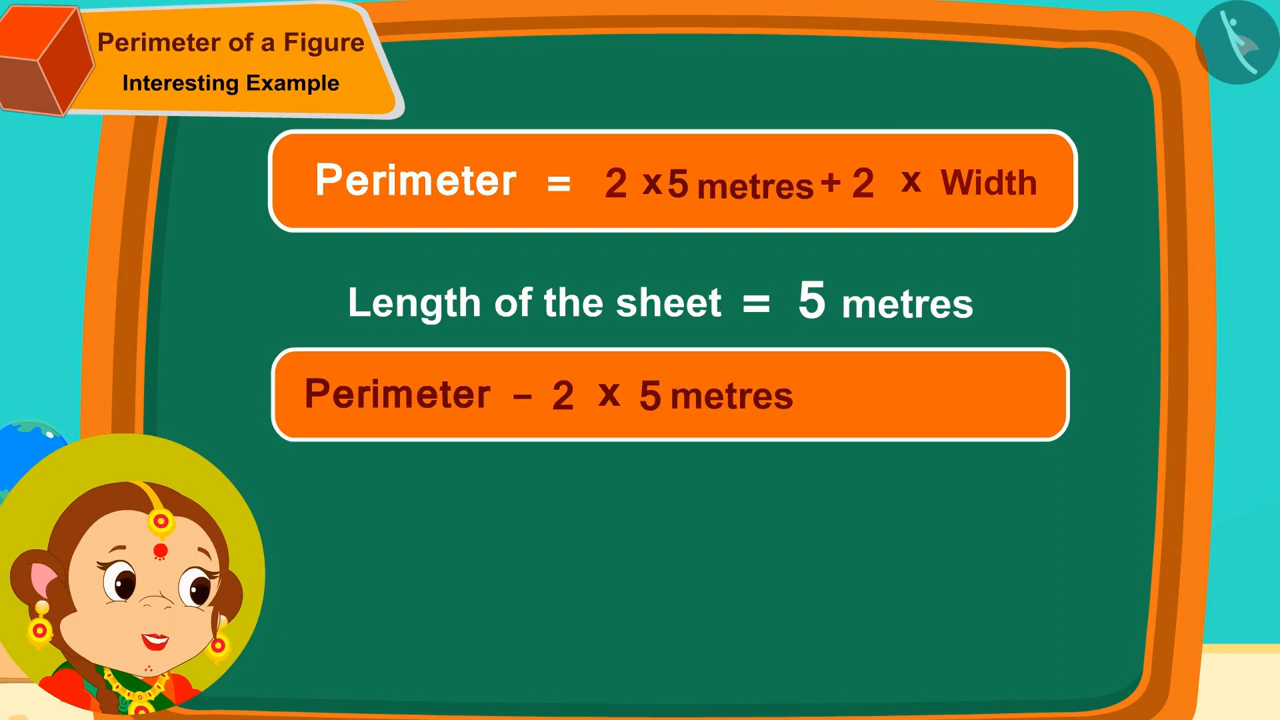 Perimeter of a Figure
Interesting Example
Perimeter = 2 x 5 metres + 2 x Width
Length of the sheet = 5 metres
Perimeter – 2 x 5 metres